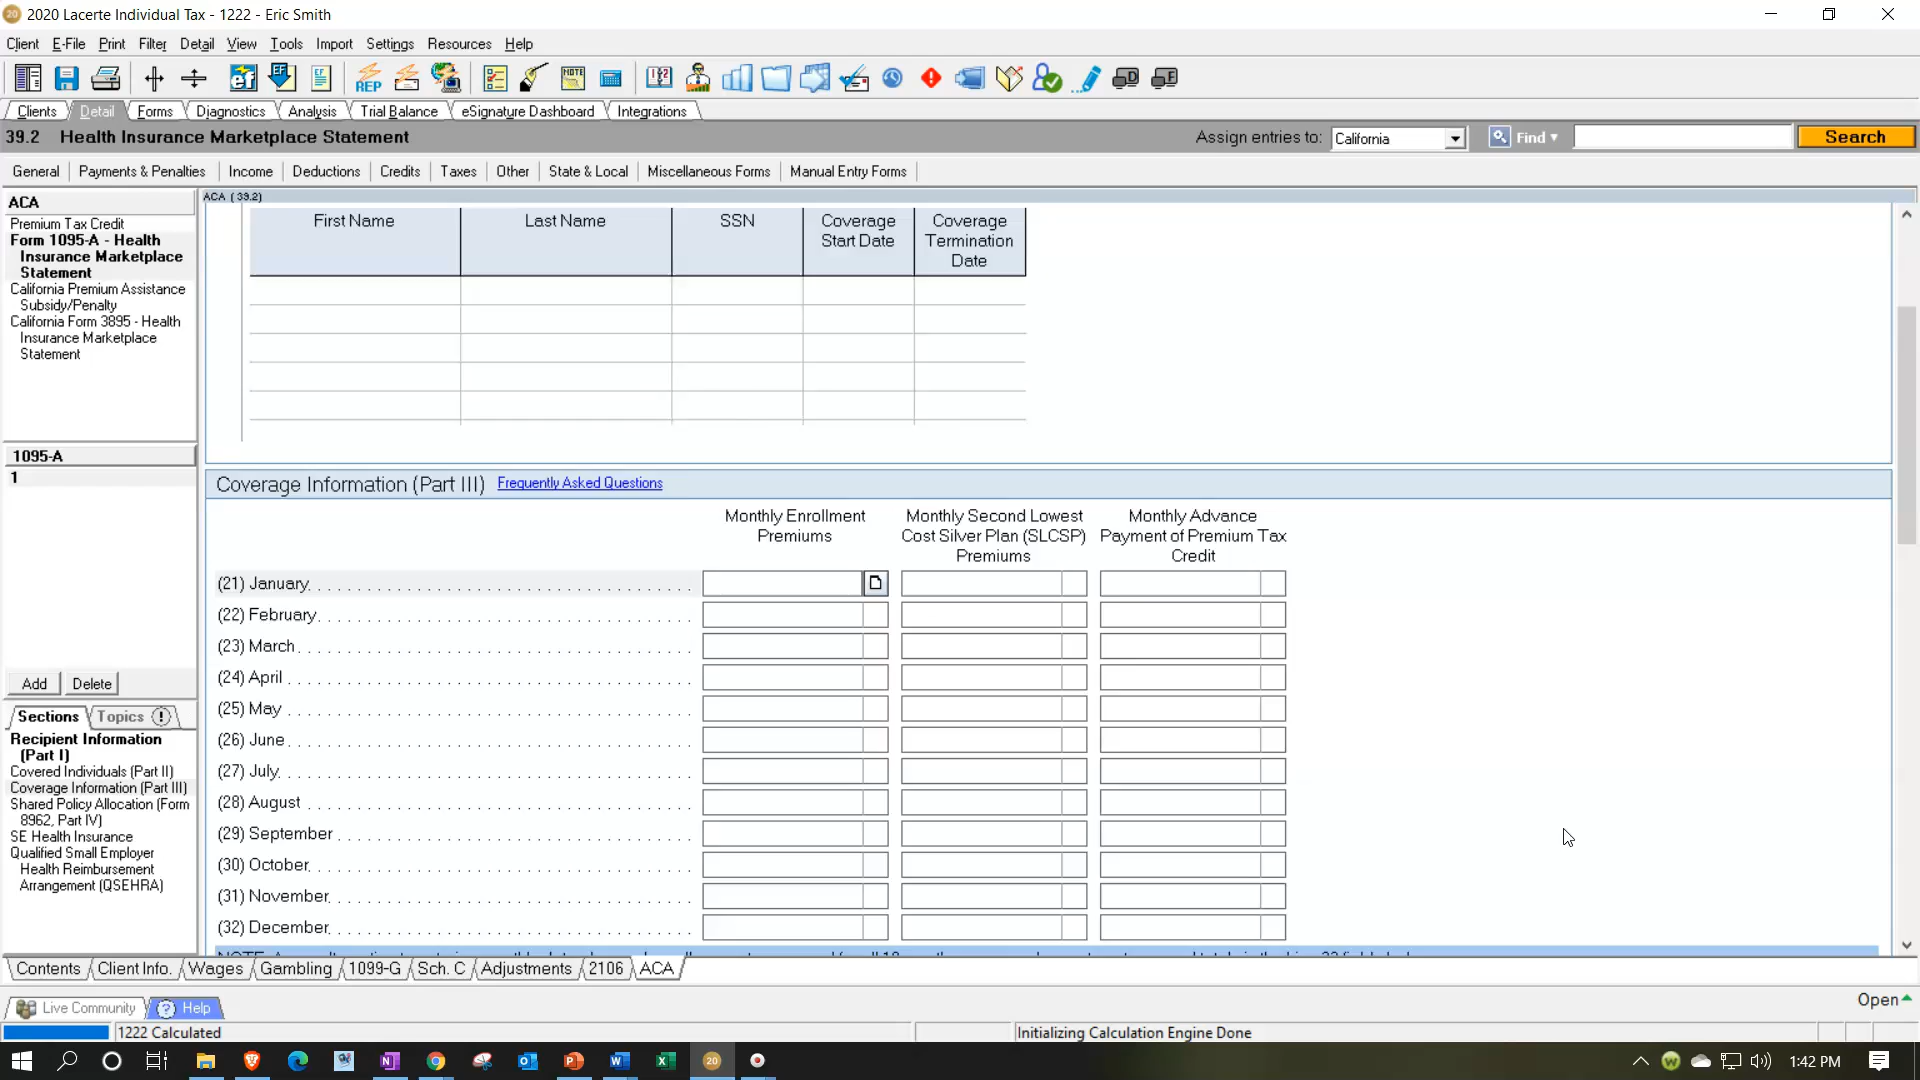 20 2020 Lacerte Individual Tax - 1222 - Eric Smith
Client E-File Print Filter Detail View Tools Import Settings Resources Help
Clients Detail Forms Diagnostics Analysis Trial Balance eSignature Dashboard Integrations
39.2 Health Insurance Marketplace Statement Assign entries to: California Find Search
General Payments & Penalties Income Deductions Credits Taxes Other State & Local Miscellaneous Forms Manual Entry Forms
ACA
Premium Tax Credit
Form 1095-A - Health
Insurance Marketplace
Statement
California Premium Assistance
Subsidy/Penalty
California Form 3895 - Health
Insurance Marketplace
Statement
1095-A
1
Add Delete
Sections Topics
Recipient Information
(Part I)
Covered Individuals (Part II)
Coverage Information (Part III)
Shared Policy Allocation (Form
8962, Part IV)
SE Health Insurance
Qualified Small Employer
Health Reimbursement
Arrangement (QSEHRA)
ACA (39.2)
First Name Last Name SSN Coverage Start Date Coverage Termination Date
Coverage Information (Part III) Frequently Asked Questions
Monthly Enrollment Premiums
Monthly Second Lowest Cost Silver Plan (SLCSP) Premiums
Monthly Advance Payment of Premium Tax Credit
(21) January
(22) February
(23) March
(24) April
(25) May
(26) June
(27) July
(28) August
(29) September
(30) October
(31) November
(32) December
Contents Client Info. Wages Gambling 1099-G Sch. C Adjustments 2106 ACA
Live Community Help Open
1222 Calculated Initializing Calculation Engine Done
1:42 PM